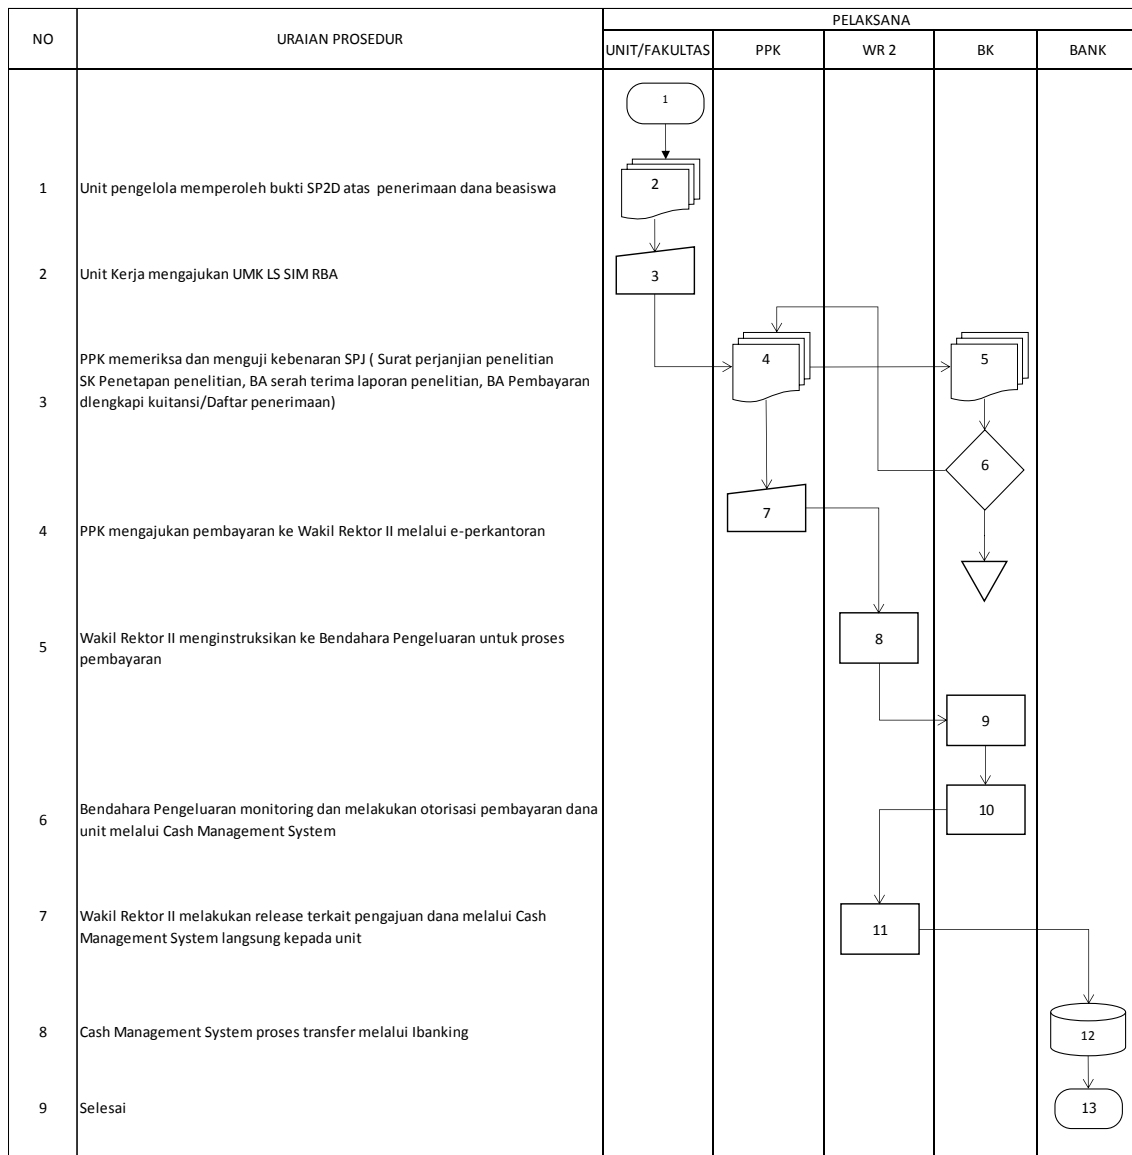 PELAKSANA
NO
URAIAN PROSEDUR
UNIT/FAKULTAS
PPK
WR 2
BK
BANK
1
2
1
Unit pengelola memperoleh bukti SP2D atas penerimaan dana beasiswa
2
Unit Kerja mengajukan UMK LS SIM RBA
3
3
PPK memeriksa dan menguji kebenaran SPJ ( Surat perjanjian penelitian
SK Penetapan penelitian, BA serah terima laporan penelitian, BA Pembayaran
dlengkapi kuitansi/Daftar penerimaan)
4
5
6
7
4
PPK mengajukan pembayaran ke Wakil Rektor II melalui e-perkantoran
5
Wakil Rektor II menginstruksikan ke Bendahara Pengeluaran untuk proses
pembayaran
8
9
6
Bendahara Pengeluaran monitoring dan melakukan otorisasi pembayaran dana
unit melalui Cash Management System
10
7
Wakil Rektor II melakukan release terkait pengajuan dana melalui Cash
Management System langsung kepada unit
11
8
Cash Management System proses transfer melalui Ibanking
12
9
Selesai
13